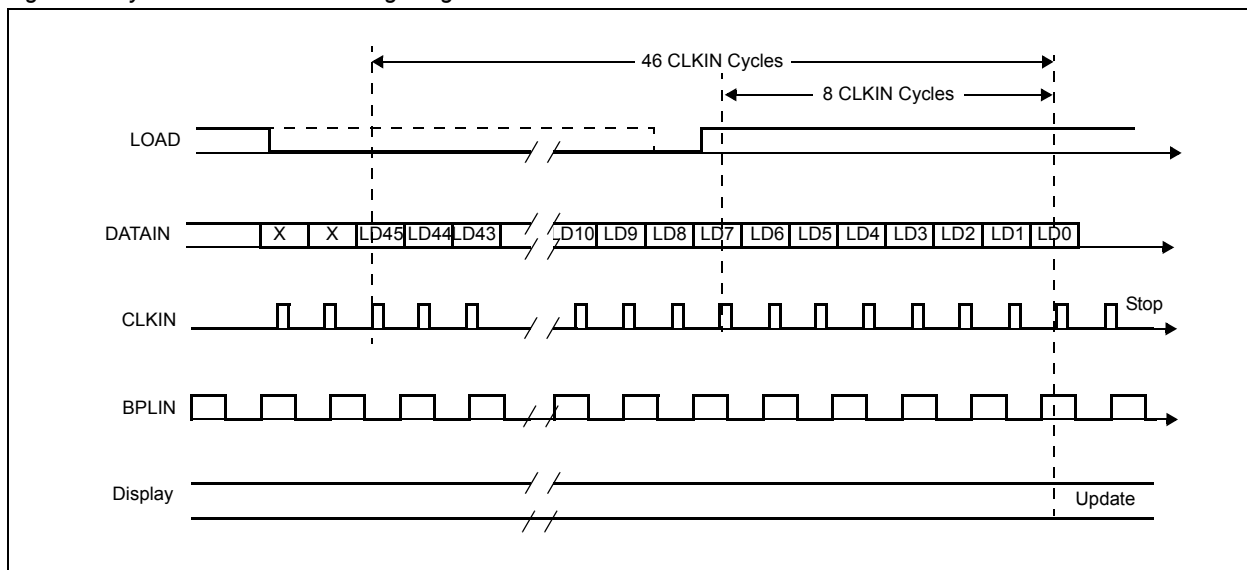 46 CLKIN Cycles
8 CLKIN Cycles
LOAD
DATAIN
X X LD45 LD44 LD43 LD10 LD9 LD8 LD7 LD6 LD5 LD4 LD3 LD2 LD1 LD0
CLKIN
Stop
BPLIN
Display
Update